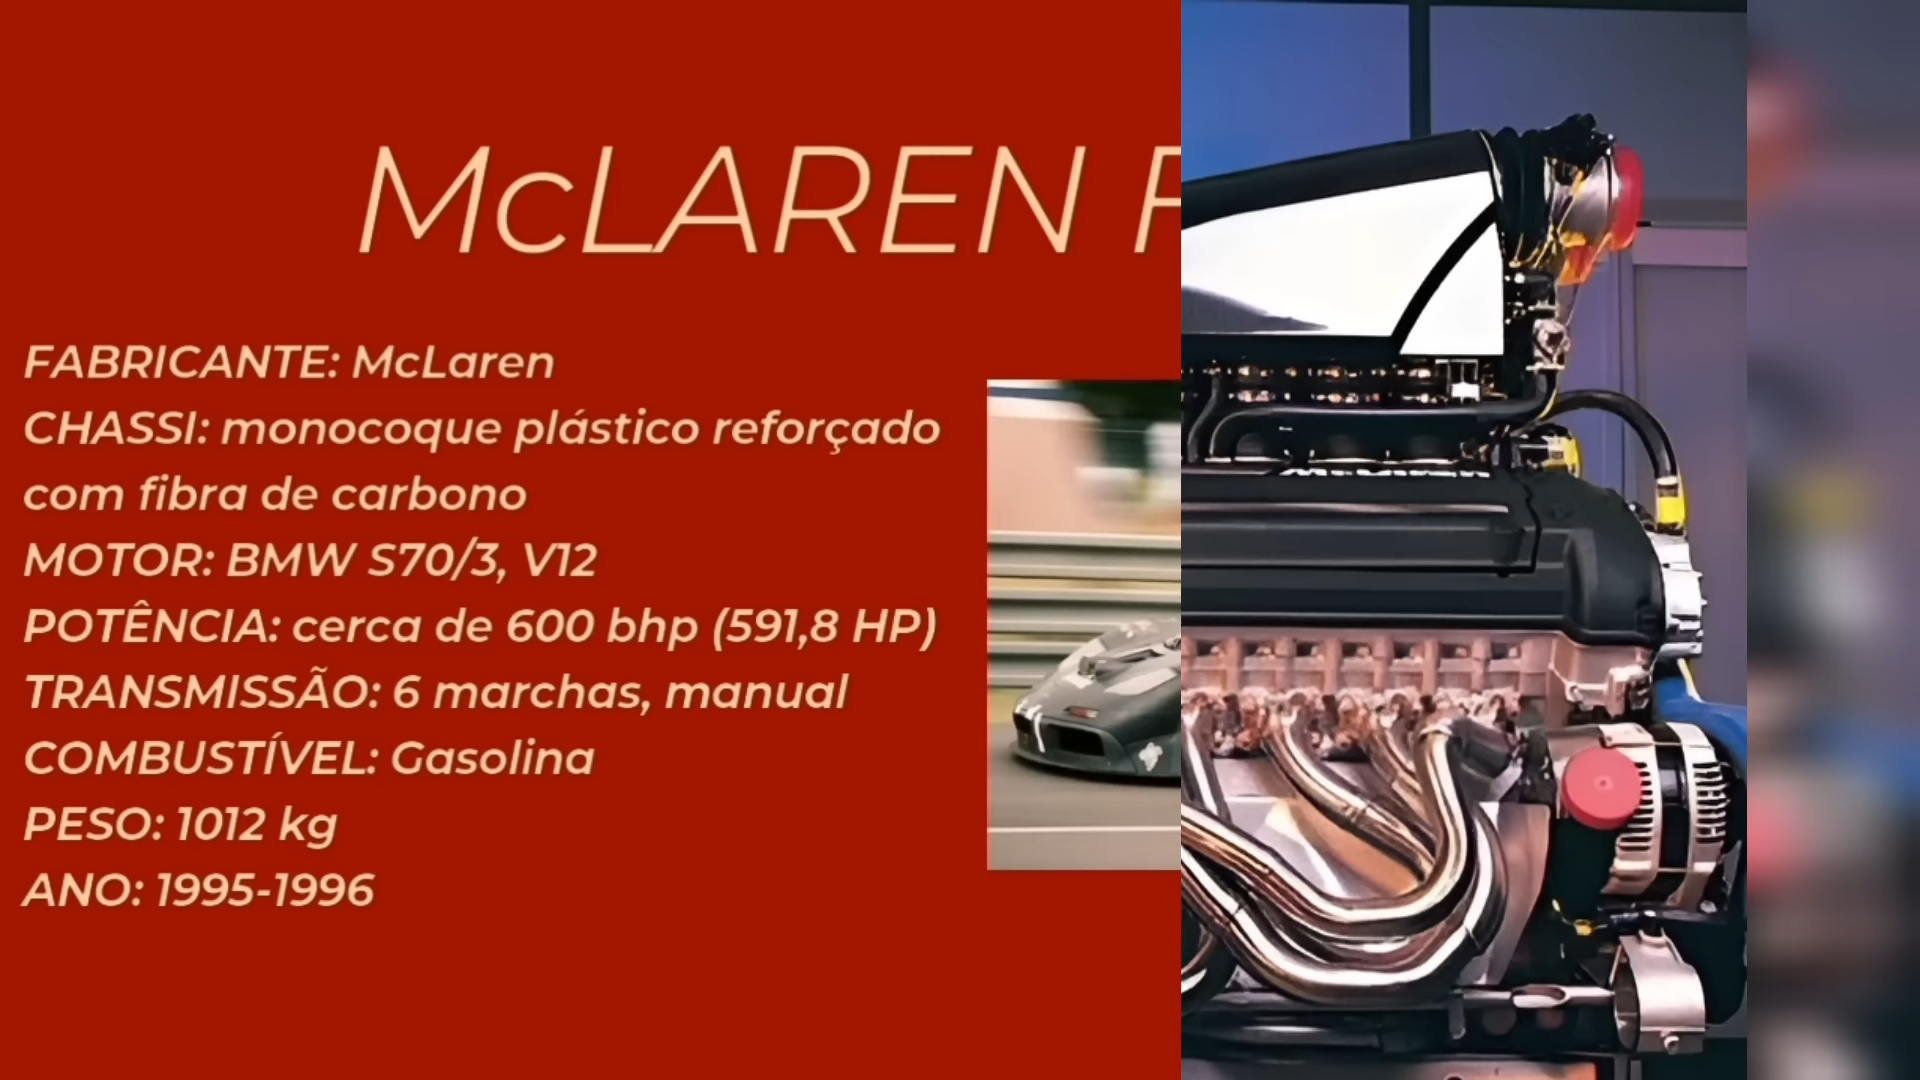 McLAREN F
FABRICANTE: McLaren
CHASSI: monocoque plástico reforçado
com fibra de carbono
MOTOR: BMW S70/3, V12
POTÊNCIA: cerca de 600 bhp (591,8 HP)
TRANSMISSÃO: 6 marchas, manual
COMBUSTÍVEL: Gasolina
PESO: 1012 kg
ANO: 1995-1996